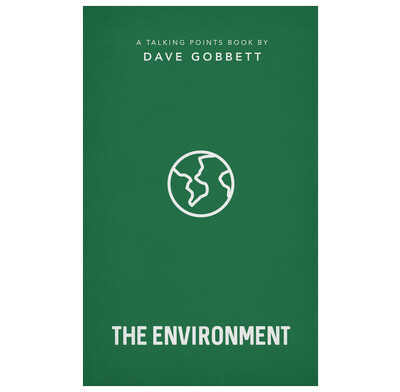 A TALKING POINTS BOOK BY
DAVE GOBBETT
THE ENVIRONMENT